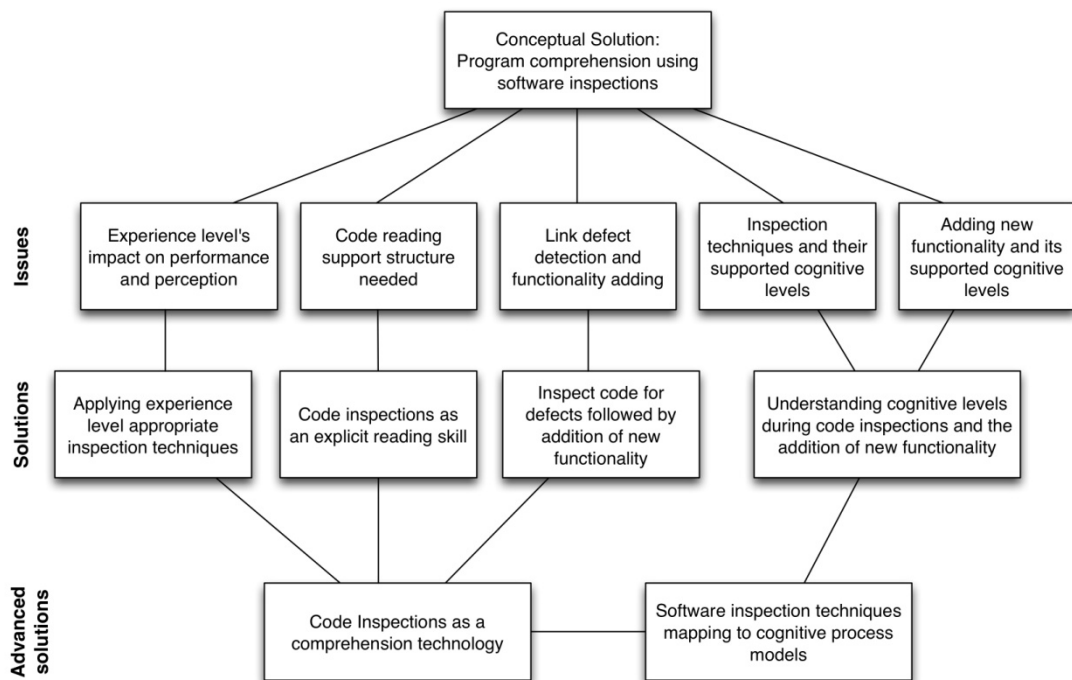 Conceptual Solution:
Program comprehension using
software inspections
Issues
Experience level's
impact on performance
and perception
Code reading
support structure
needed
Link defect
detection and
functionality adding
Inspection
techniques and their
supported cognitive
levels
Adding new
functionality and its
supported cognitive
levels
Solutions
Applying experience
level appropriate
inspection techniques
Code inspections as
an explicit reading skill
Inspect code for
defects followed by
addition of new
functionality
Understanding cognitive levels
during code inspections and the
addition of new functionality
Advanced
solutions
Code Inspections as a
comprehension technology
Software inspection techniques
mapping to cognitive process
models